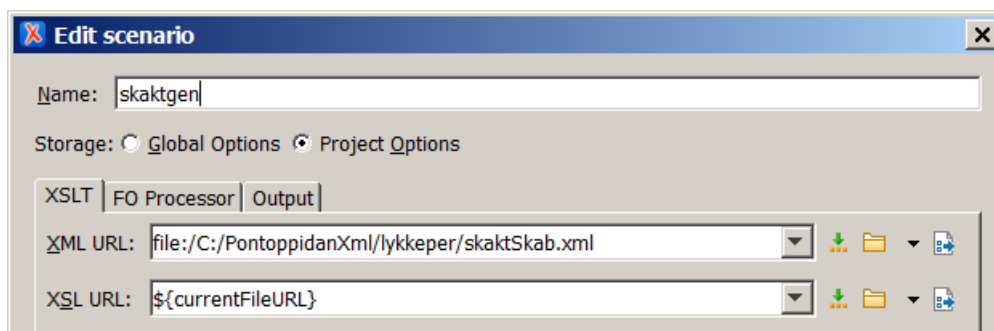 Edit scenario
Name: skaktgen
Storage: Global Options Project Options
XSLT FO Processor Output
XML URL: file:/C:/PontoppidanXml/lykkeper/skaktSkab.xml
XSL URL: ${currentFileURL}